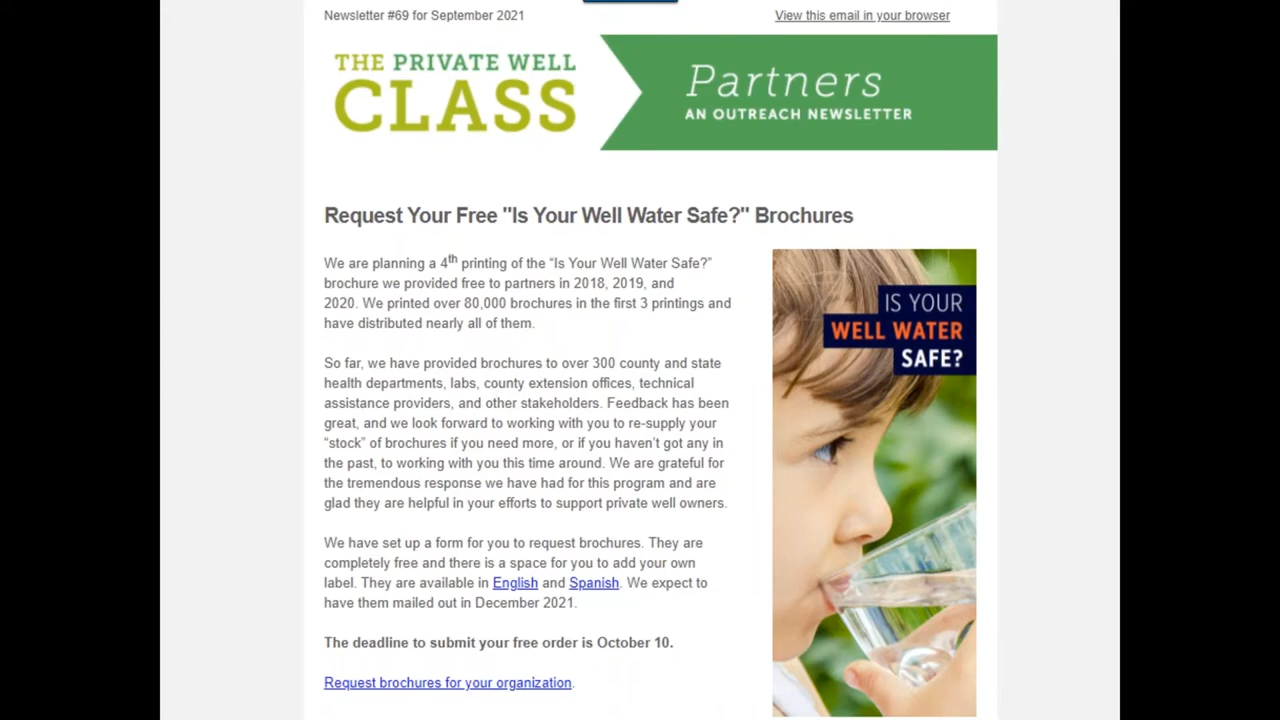 Newsletter #69 for September 2021
View this email in your browser
THE PRIVATE WELL
CLASS
Partners
AN OUTREACH NEWSLETTER
Request Your Free "Is Your Well Water Safe?" Brochures
We are planning a 4th printing of the “Is Your Well Water Safe?”
brochure we provided free to partners in 2018, 2019, and
2020. We printed over 80,000 brochures in the first 3 printings and
have distributed nearly all of them.
So far, we have provided brochures to over 300 county and state
health departments, labs, county extension offices, technical
assistance providers, and other stakeholders. Feedback has been
great, and we look forward to working with you to re-supply your
“stock” of brochures if you need more, or if you haven’t got any in
the past, to working with you this time around. We are grateful for
the tremendous response we have had for this program and are
glad they are helpful in your efforts to support private well owners.
We have set up a form for you to request brochures. They are
completely free and there is a space for you to add your own
label. They are available in English and Spanish. We expect to
have them mailed out in December 2021.
The deadline to submit your free order is October 10.
Request brochures for your organization.
IS YOUR
WELL WATER
SAFE?